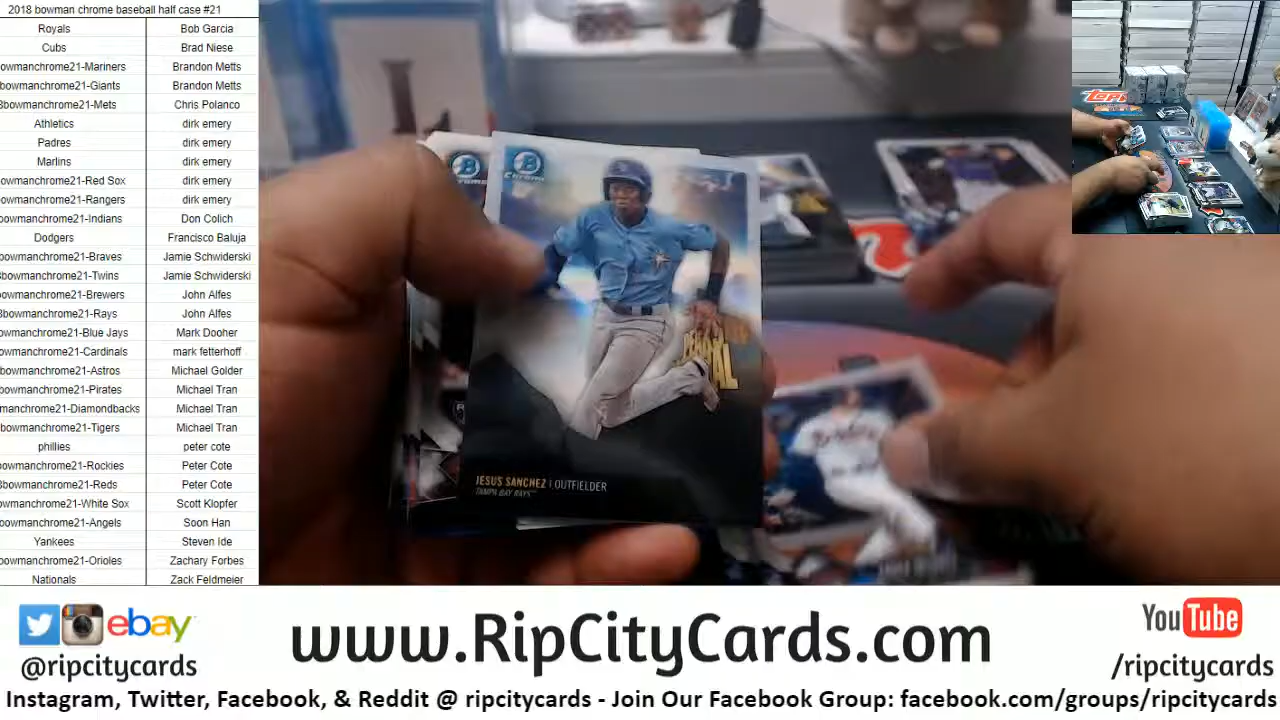 2018 bowman chrome baseball half case #21
Royals Bob Garcia
Cubs Brad Niese
owmanchrome21-Mariners Brandon Metts
owmanchrome21-Giants Brandon Metts
bowmanchrome21-Mets Chris Polanco
Athletics dirk emery
Padres dirk emery
Marlins dirk emery
owmanchrome21-Red Sox dirk emery
owmanchrome21-Rangers dirk emery
owmanchrome21-Indians Don Colich
Dodgers Francisco Baluja
bowmanchrome21-Braves Jamie Schwiderski
bowmanchrome21-Twins Jamie Schwiderski
owmanchrome21-Brewers John Alfes
bowmanchrome21-Rays John Alfes
owmanchrome21-Blue Jays Mark Dooher
owmanchrome21-Cardinals mark fetterhoff
owmanchrome21-Astros Michael Golder
owmanchrome21-Pirates Michael Tran
manchrome21-Diamondbacks Michael Tran
owmanchrome21-Tigers Michael Tran
phillies peter cote
owmanchrome21-Rockies Peter Cote
bowmanchrome21-Reds Peter Cote
owmanchrome21-White Sox Scott Klopfer
owmanchrome21-Angels Soon Han
Yankees Steven Ide
bowmanchrome21-Orioles Zachary Forbes
Nationals Zack Feldmeier
Topps
B
Chrome
JESUS SANCHEZ | OUTFIELDER
TAMPA BAY RAYS™
ebay
@ripcitycards
www.RipCityCards.com
YouTube
/ripcitycards
Instagram, Twitter, Facebook, & Reddit @ ripcitycards - Join Our Facebook Group: facebook.com/groups/ripcitycards